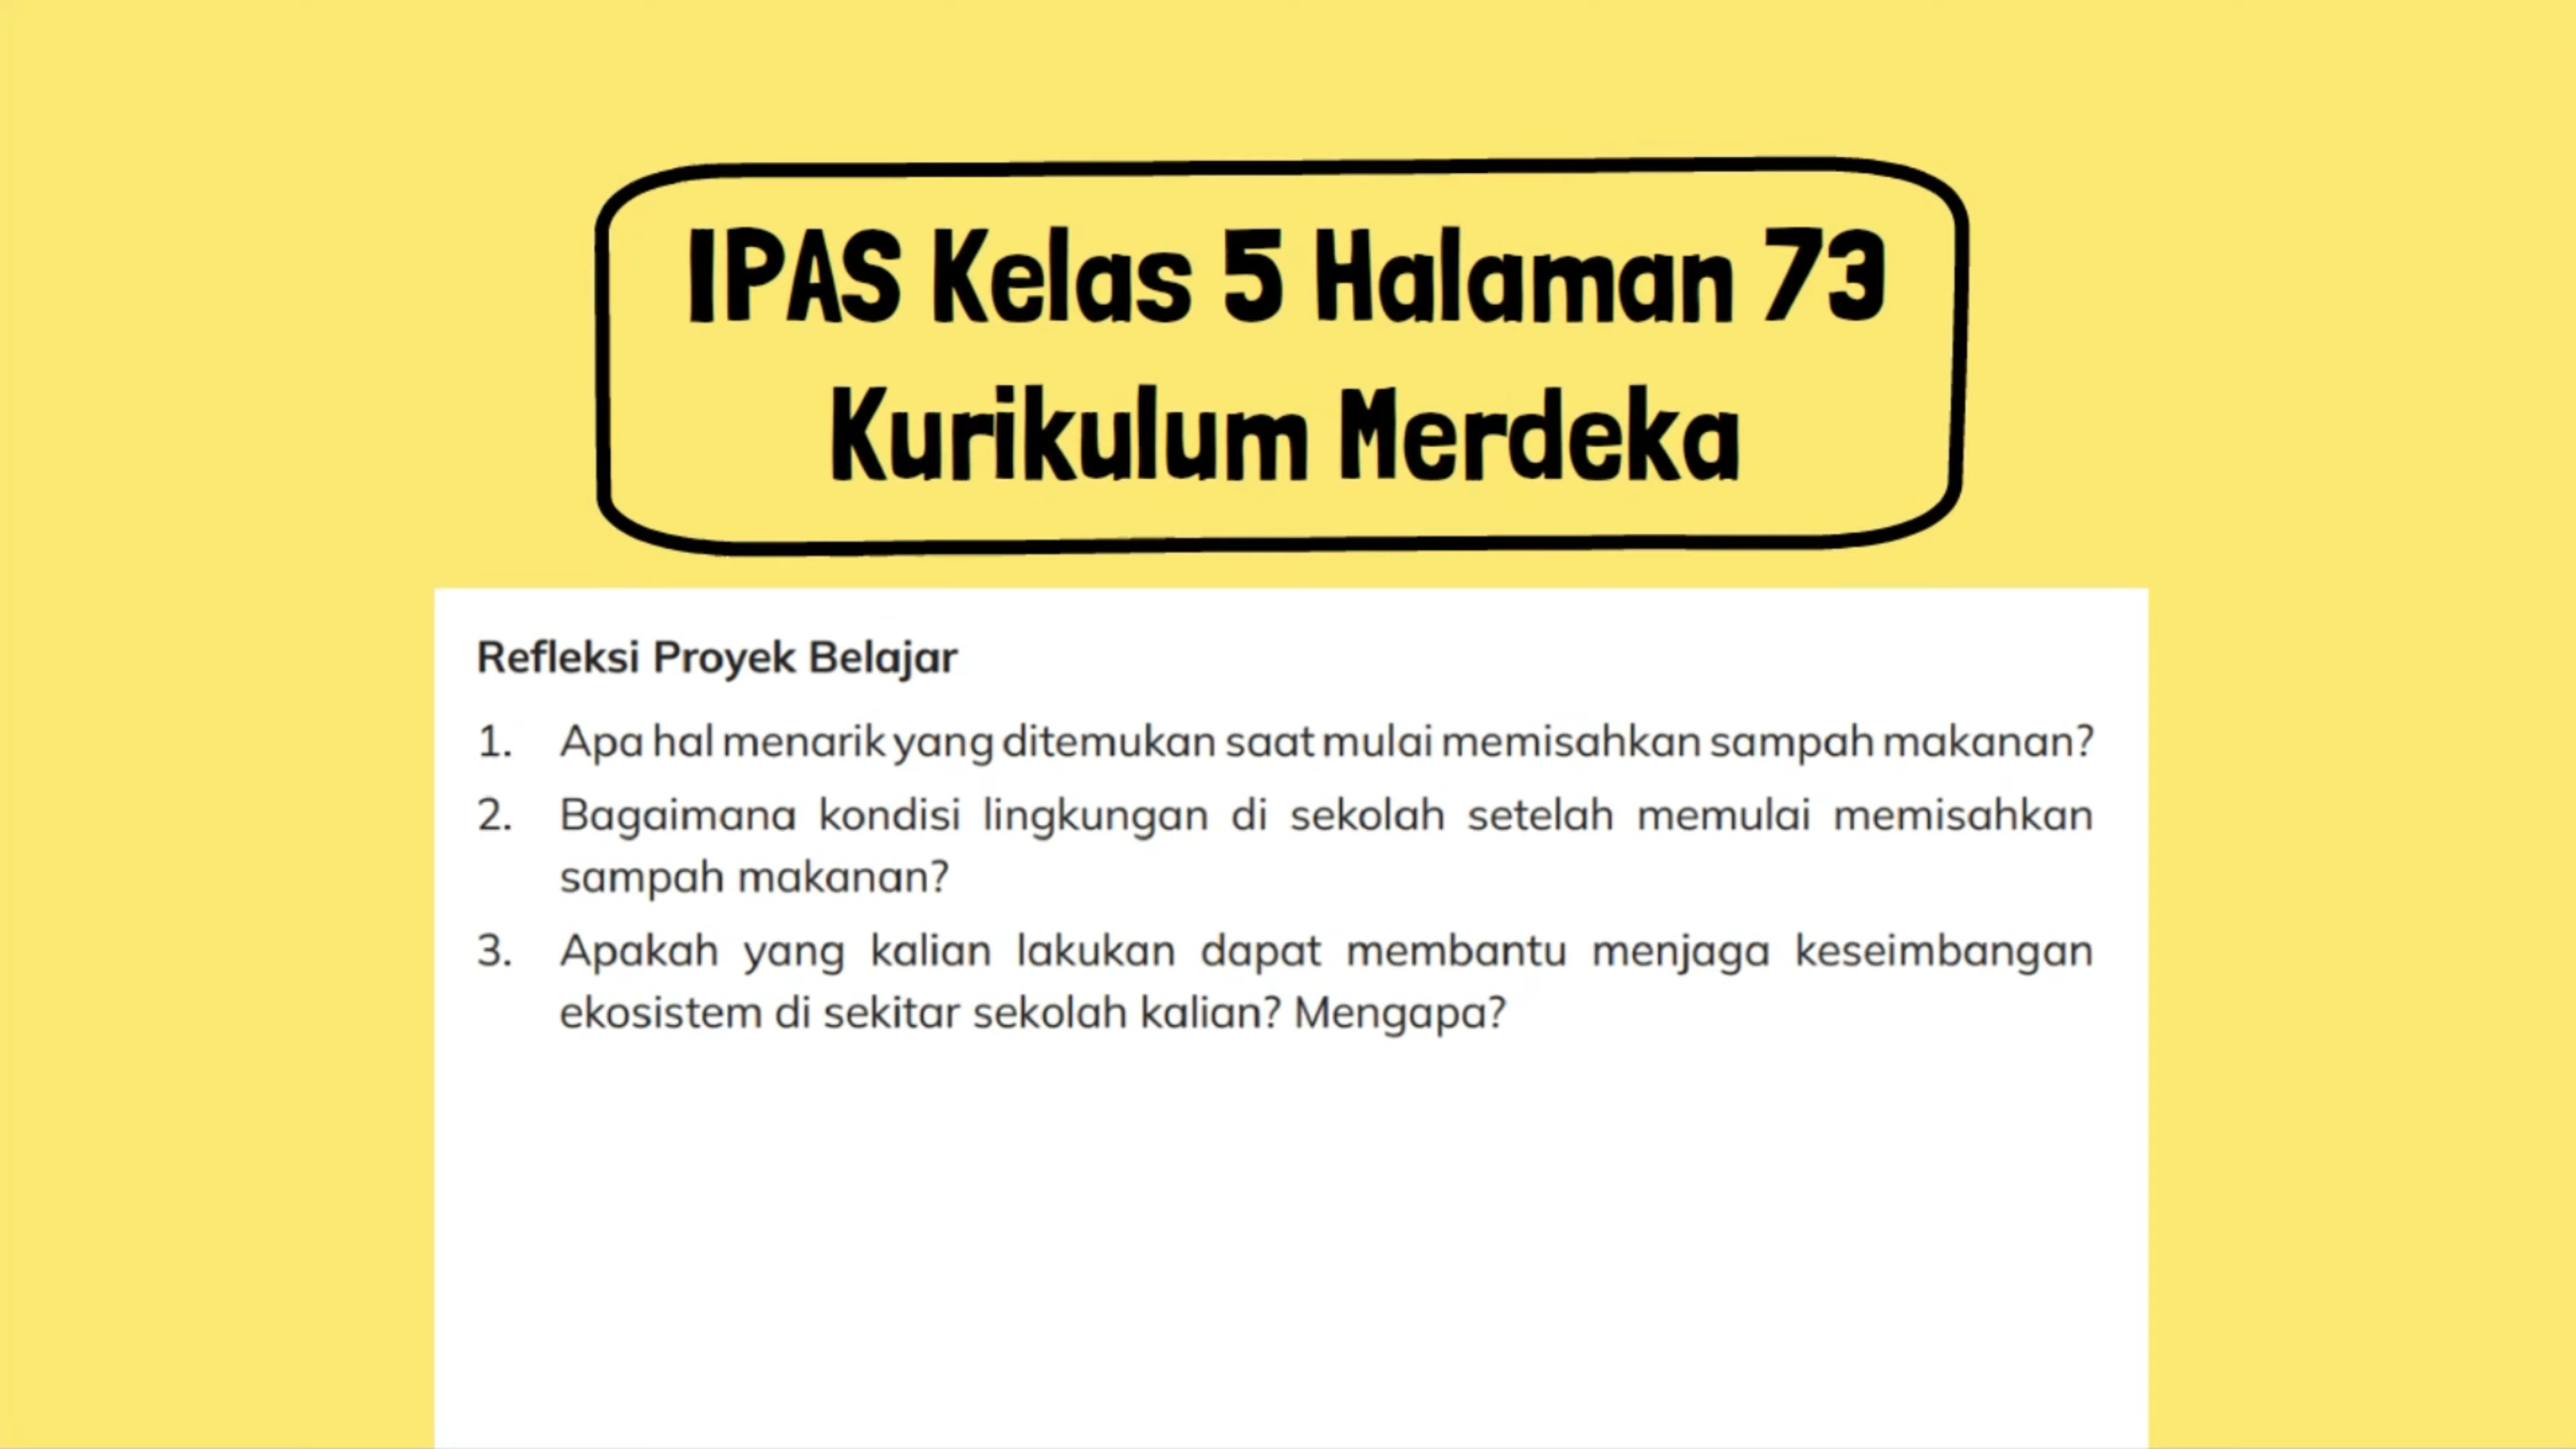 IPAS Kelas 5 Halaman 73
Kurikulum Merdeka
Refleksi Proyek Belajar
1. Apa hal menarik yang ditemukan saat mulai memisahkan sampah makanan?
2. Bagaimana kondisi lingkungan di sekolah setelah memulai memisahkan
sampah makanan?
3. Apakah yang kalian lakukan dapat membantu menjaga keseimbangan
ekosistem di sekitar sekolah kalian? Mengapa?